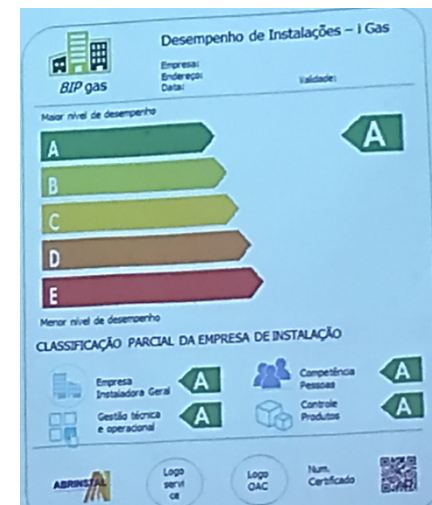 Desempenho de Instalações – I Gas
BIP gas
Empresa:
Endereço:
Data:
Validade:
Maior nível de desempenho
A
A
B
C
D
E
Menor nível de desempenho
CLASSIFICAÇÃO PARCIAL DA EMPRESA DE INSTALAÇÃO
Empresa
Instaladora Geral
A
Competência
Pessoas
A
Gestão técnica
e operacional
A
Controle
Produtos
A
ABRINSTAL
Logo
servi
ce
Logo
OAC
Num.
Certificado